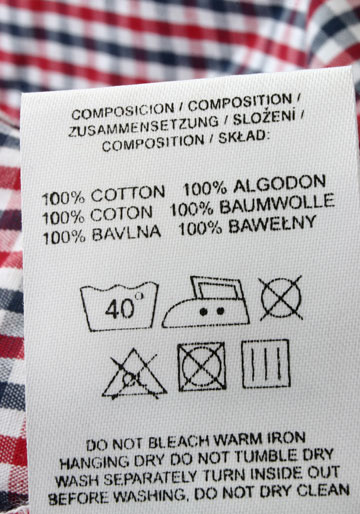 COMPOSICION / COMPOSITION /
ZUSAMMENSETZUNG / SLOŽENÍ /
COMPOSITION / SKŁAD:
100% COTTON 100% ALGODON
100% COTON 100% BAUMWOLLE
100% BAVLNA 100% BAWEŁNY
40°
CL
DO NOT BLEACH WARM IRON
HANGING DRY DO NOT TUMBLE DRY
WASH SEPARATELY TURN INSIDE OUT
BEFORE WASHING, DO NOT DRY CLEAN